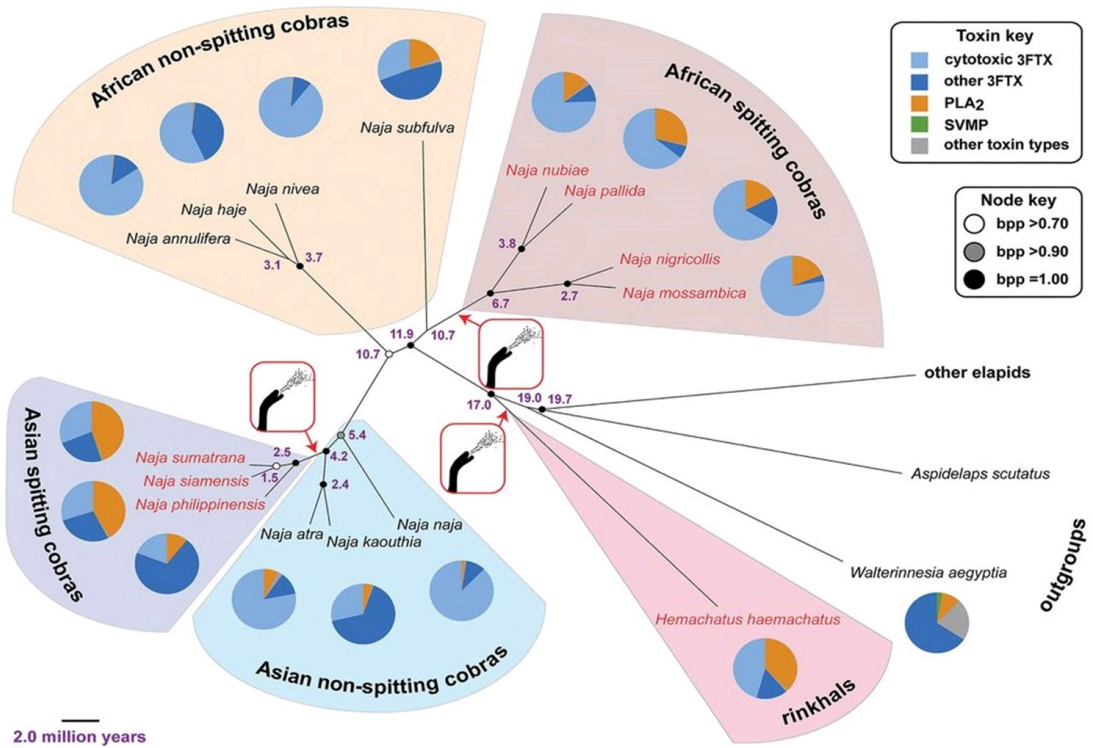 African non-spitting cobras
Naja subfulva
Naja nivea
Naja haje
Naja annulifera
3.1
3.7
African spitting cobras
Naja nubiae
Naja pallida
3.8
Naja nigricollis
Naja mossambica
6.7
2.7
Toxin key
cytotoxic 3FTX
other 3FTX
PLA2
SVMP
other toxin types
Node key
bpp >0.70
bpp >0.90
bpp =1.00
10.7
11.9
10.7
17.0
19.0
19.7
other elapids
Aspidelaps scutatus
Walterinnesia aegyptia
outgroups
Asian spitting cobras
Naja sumatrana
Naja siamensis
Naja philippinensis
2.5
1.5
5.4
4.2
2.4
Naja atra
Naja kaouthia
Naja naja
Asian non-spitting cobras
Hemachatus haemachatus
rinkhals
2.0 million years